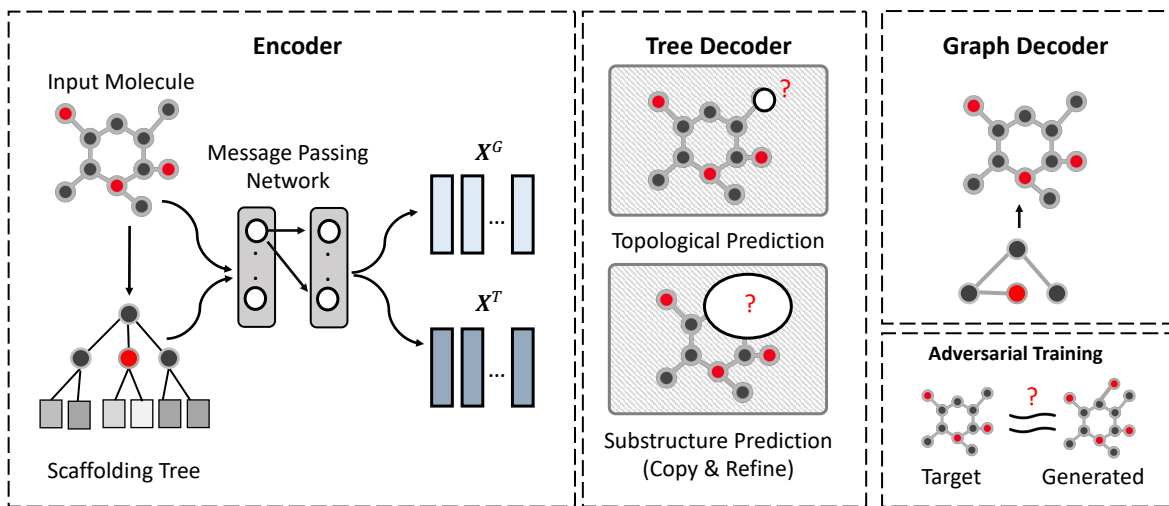 Encoder
Input Molecule
Message Passing
Network
X^G
...
X^T
...
Scaffolding Tree
Tree Decoder
?
Topological Prediction
?
Substructure Prediction
(Copy & Refine)
Graph Decoder
Adversarial Training
?
Target
Generated